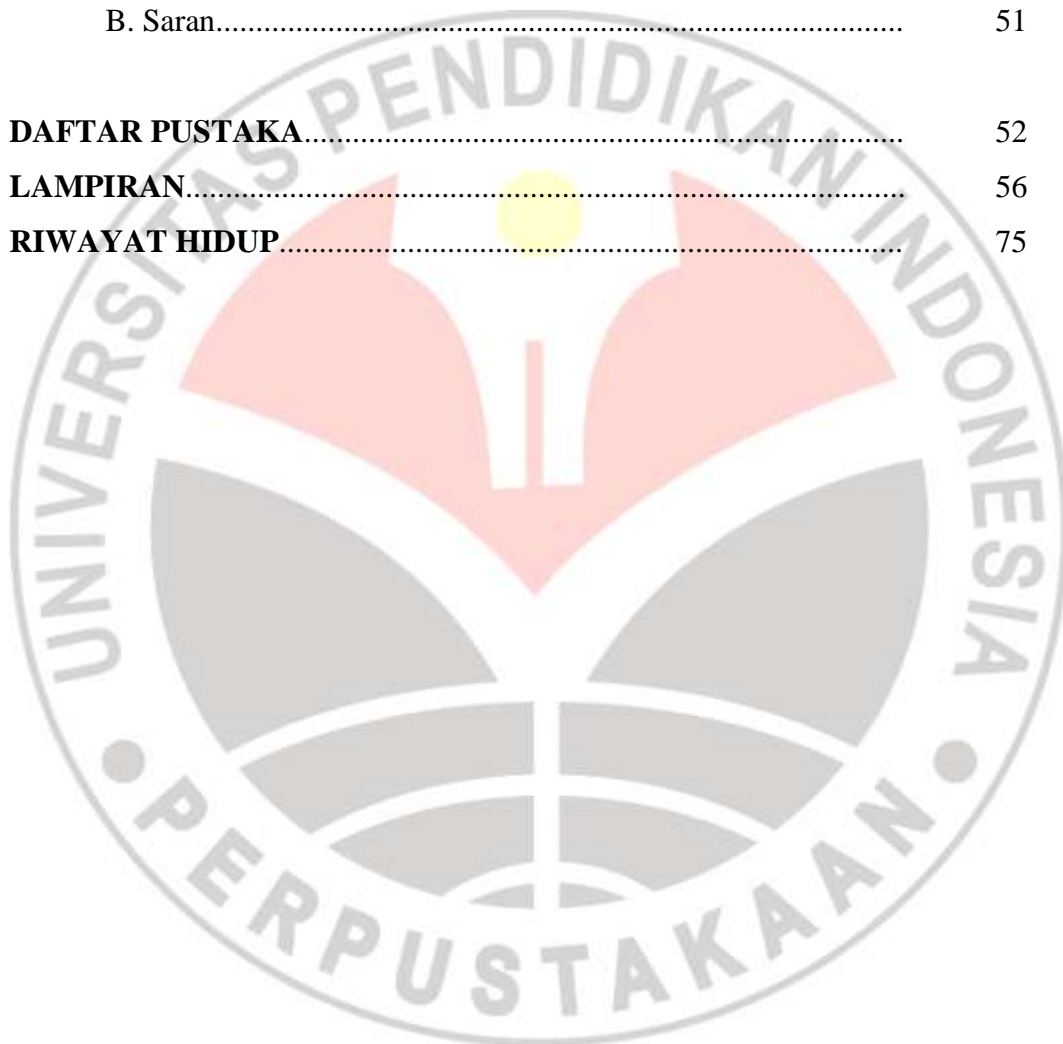 B. Saran...................................................................................... 51
DAFTAR PUSTAKA........................................................................... 52
LAMPIRAN.......................................................................................... 56
RIWAYAT HIDUP.............................................................................. 75
UNIVERSITAS PENDIDIKAN INDONESIA
PERPUSTAKAAN